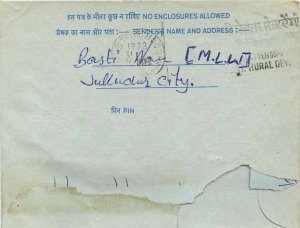 इस पत्र के भीतर कुछ न रखिए NO ENCLOSURES ALLOWED
प्रेषक का नाम और पता : SENDER'S NAME AND ADDRESS :
1978
Basti [M.L.W]
RURAL DEV.
Jullundur City.
पिन PIN